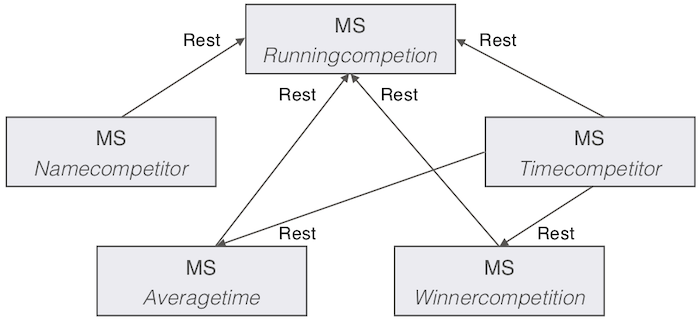 MS
Runningcompetion
Rest
Rest
Rest
Rest
MS
Namecompetitor
MS
Timecompetitor
Rest
Rest
MS
Averagetime
MS
Winnercompetition